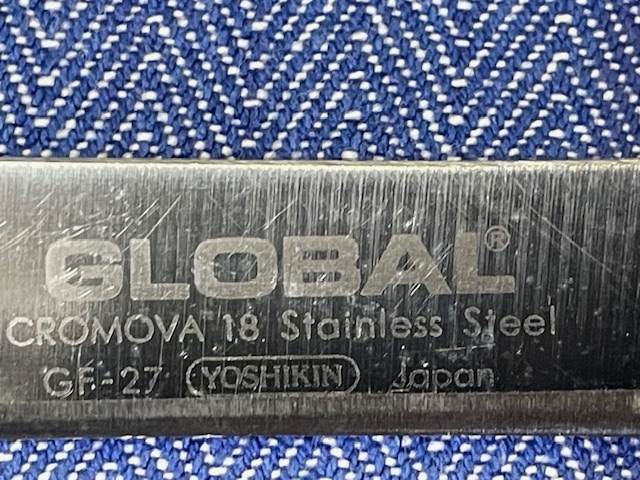 GLOBAL®
CROMOVA 18 Stainless Steel
GF-27 YOSHIKIN Japan